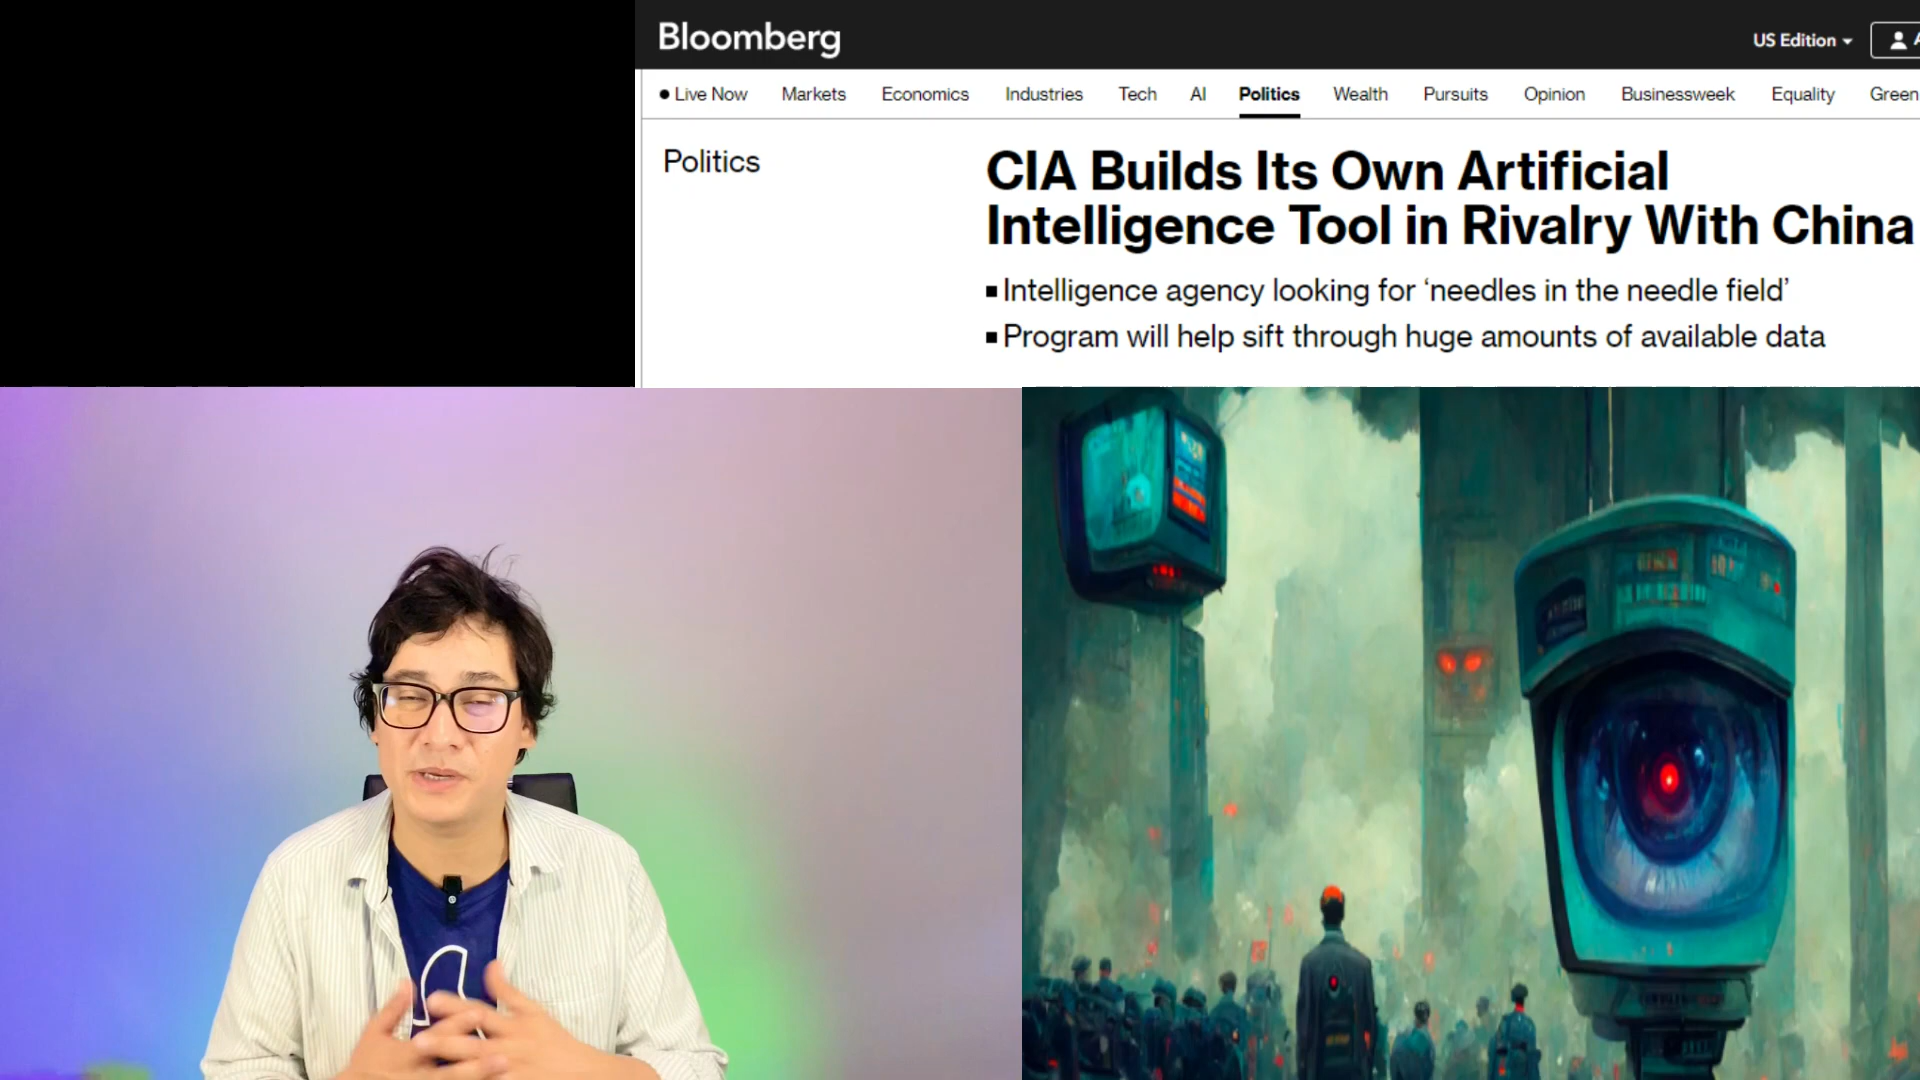 Bloomberg
US Edition
Live Now Markets Economics Industries Tech AI Politics Wealth Pursuits Opinion Businessweek Equality Green
Politics
CIA Builds Its Own Artificial
Intelligence Tool in Rivalry With China
Intelligence agency looking for ‘needles in the needle field’
Program will help sift through huge amounts of available data